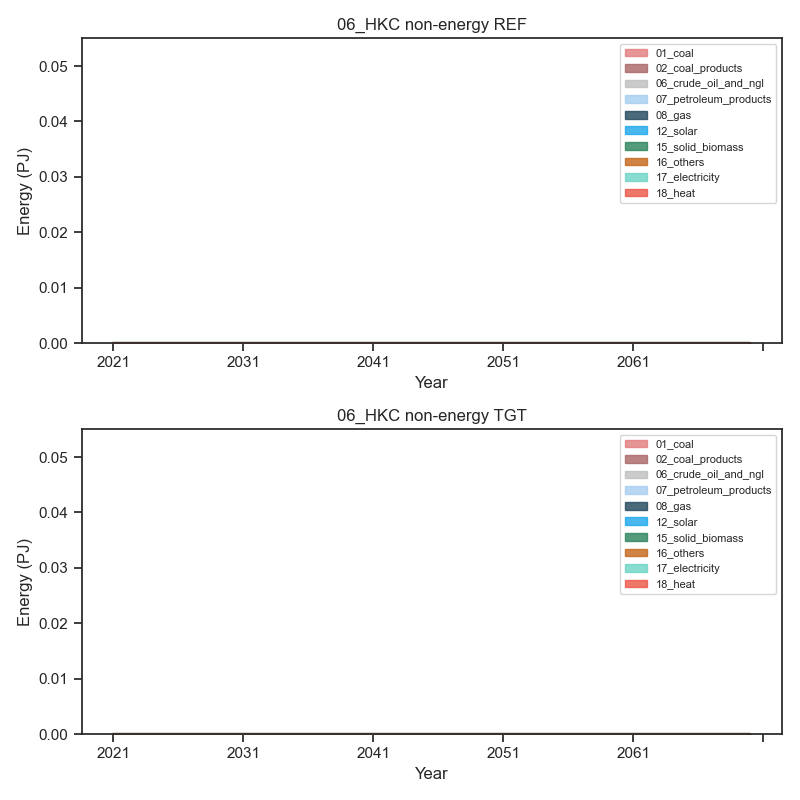 06_HKC non-energy REF
0.05
0.04
0.03
0.02
0.01
0.00
Energy (PJ)
01_coal
02_coal_products
06_crude_oil_and_ngl
07_petroleum_products
08_gas
12_solar
15_solid_biomass
16_others
17_electricity
18_heat
2021 2031 2041 2051 2061
Year
06_HKC non-energy TGT
0.05
0.04
0.03
0.02
0.01
0.00
Energy (PJ)
01_coal
02_coal_products
06_crude_oil_and_ngl
07_petroleum_products
08_gas
12_solar
15_solid_biomass
16_others
17_electricity
18_heat
2021 2031 2041 2051 2061
Year